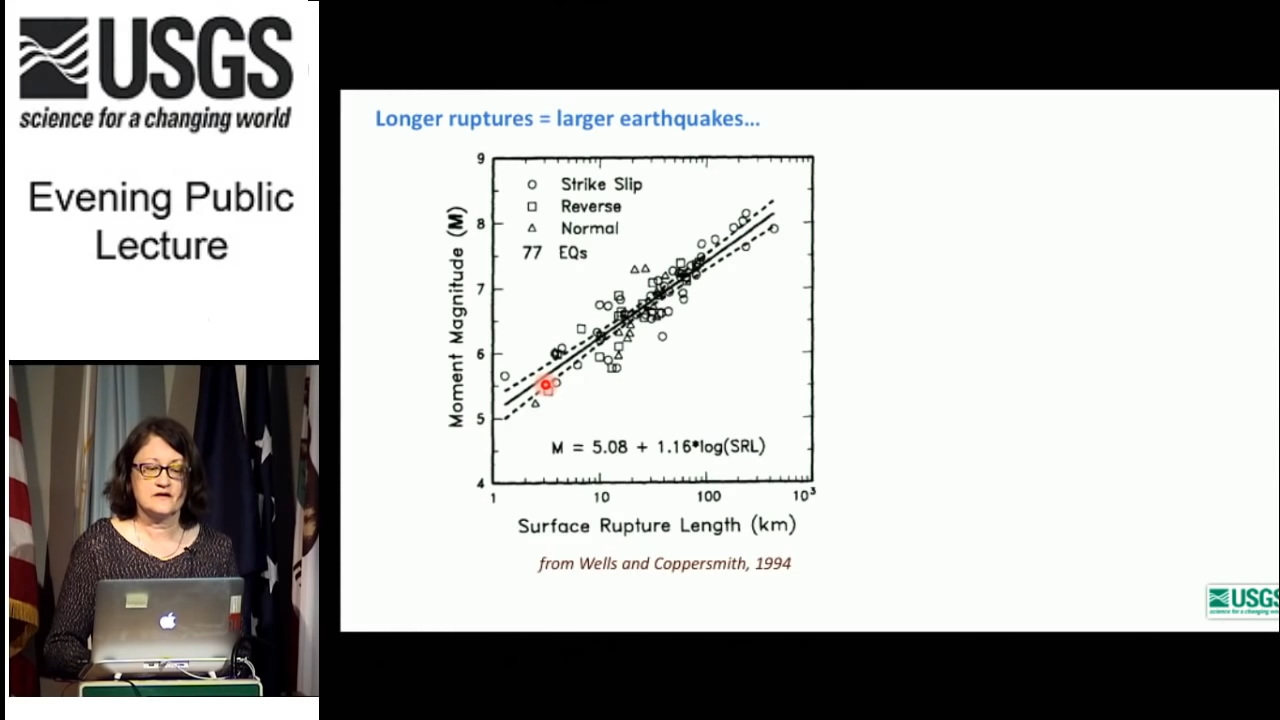 USGS
science for a changing world
Evening Public
Lecture
Longer ruptures = larger earthquakes...
9
8
7
6
5
4
Moment Magnitude (M)
Strike Slip
Reverse
Normal
77 EQs
M = 5.08 + 1.16*log(SRL)
1 10 100 10³
Surface Rupture Length (km)
from Wells and Coppersmith, 1994
USGS